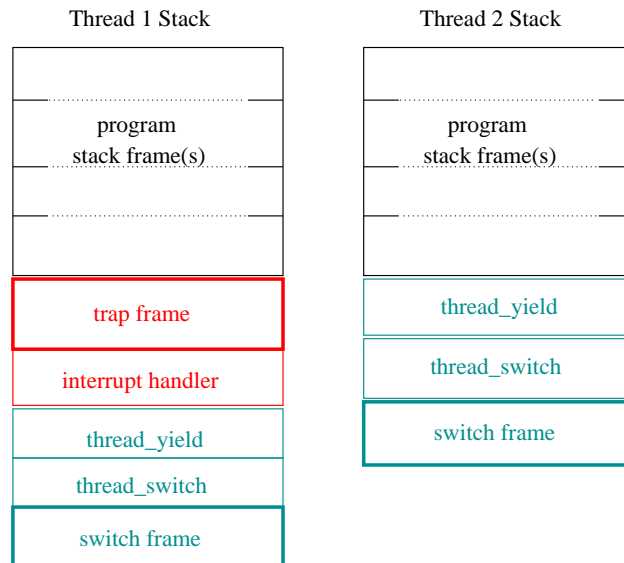 Thread 1 Stack
program
stack frame(s)
trap frame
interrupt handler
thread_yield
thread_switch
switch frame
Thread 2 Stack
program
stack frame(s)
thread_yield
thread_switch
switch frame